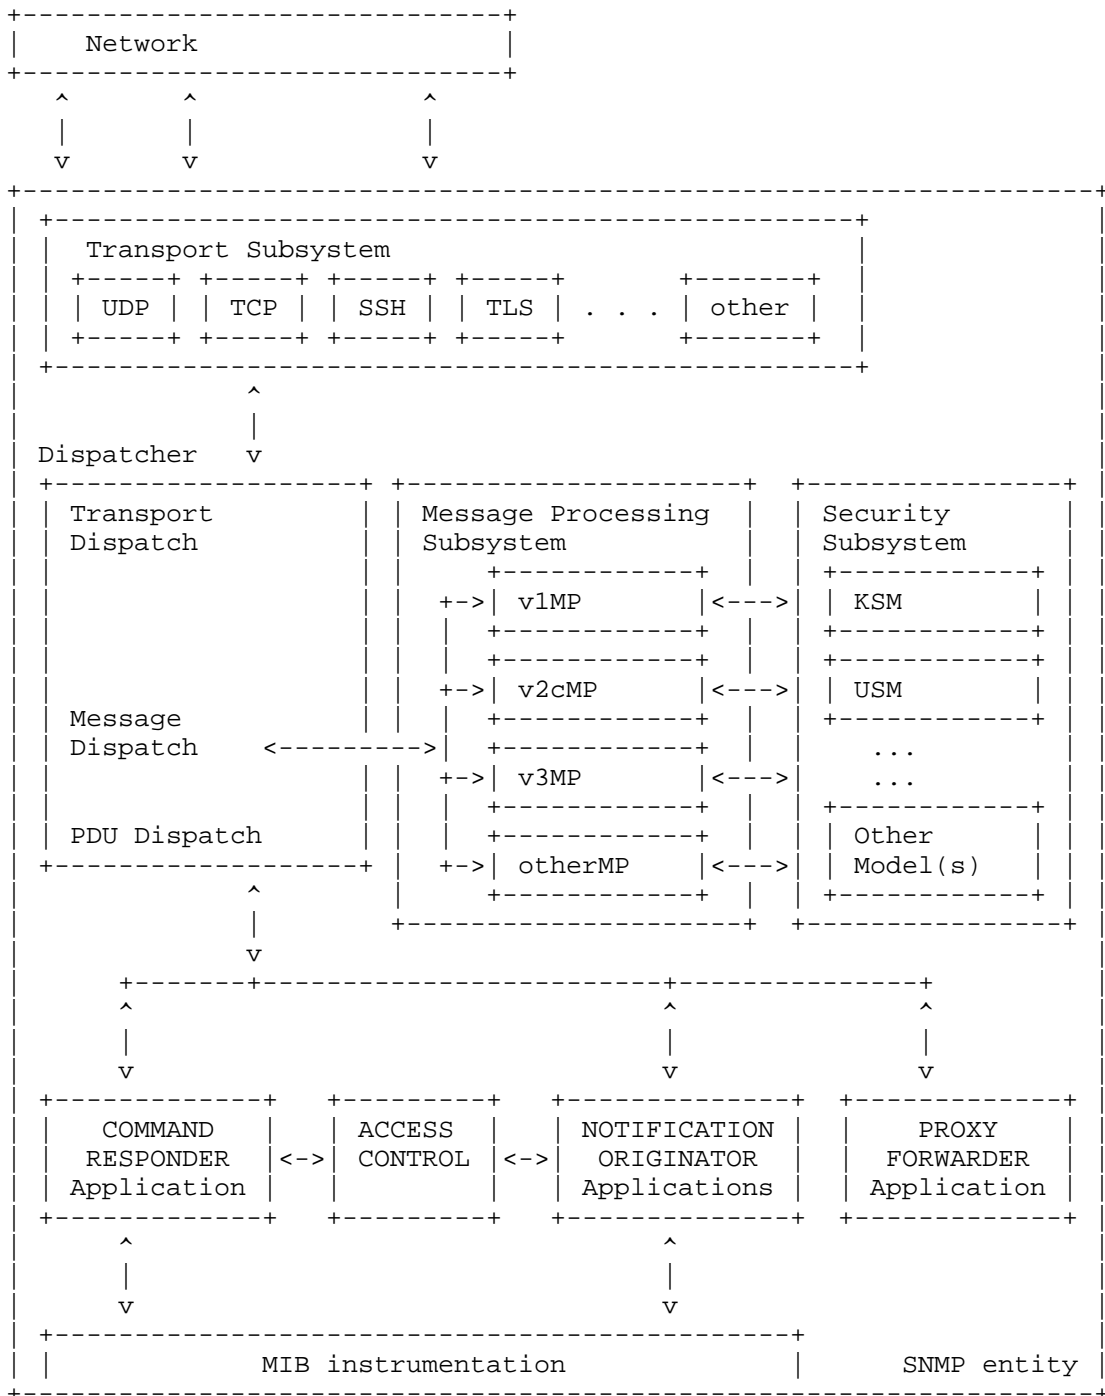 Network
Transport Subsystem
UDP TCP SSH TLS . . . other
Dispatcher
Transport Message Processing Security
Dispatch Subsystem Subsystem
v1MP KSM
v2cMP USM
Message
Dispatch ...
v3MP ...
PDU Dispatch Other
otherMP Model(s)
COMMAND ACCESS NOTIFICATION PROXY
RESPONDER CONTROL ORIGINATOR FORWARDER
Application Applications Application
MIB instrumentation SNMP entity